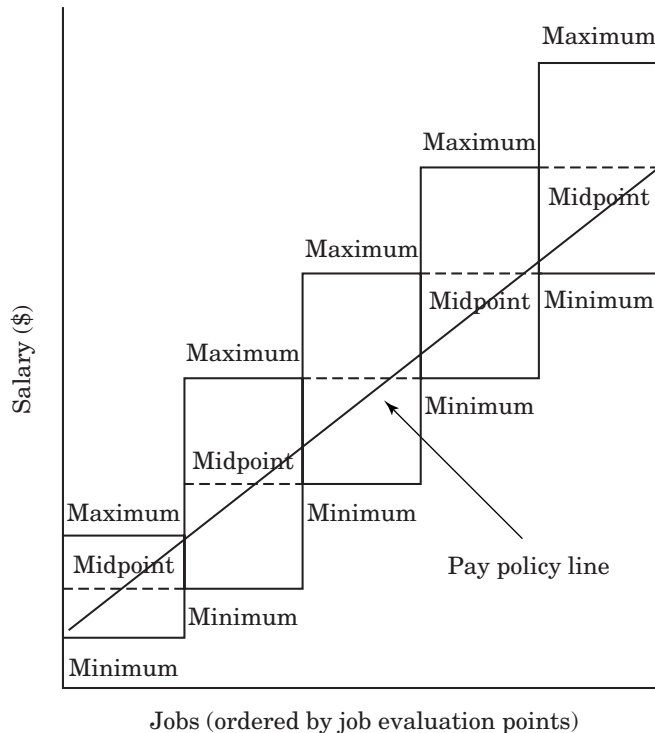 Maximum
Maximum
Midpoint
Maximum
Midpoint
Minimum
Salary ($)
Maximum
Minimum
Midpoint
Minimum
Maximum
Midpoint
Pay policy line
Minimum
Minimum
Jobs (ordered by job evaluation points)